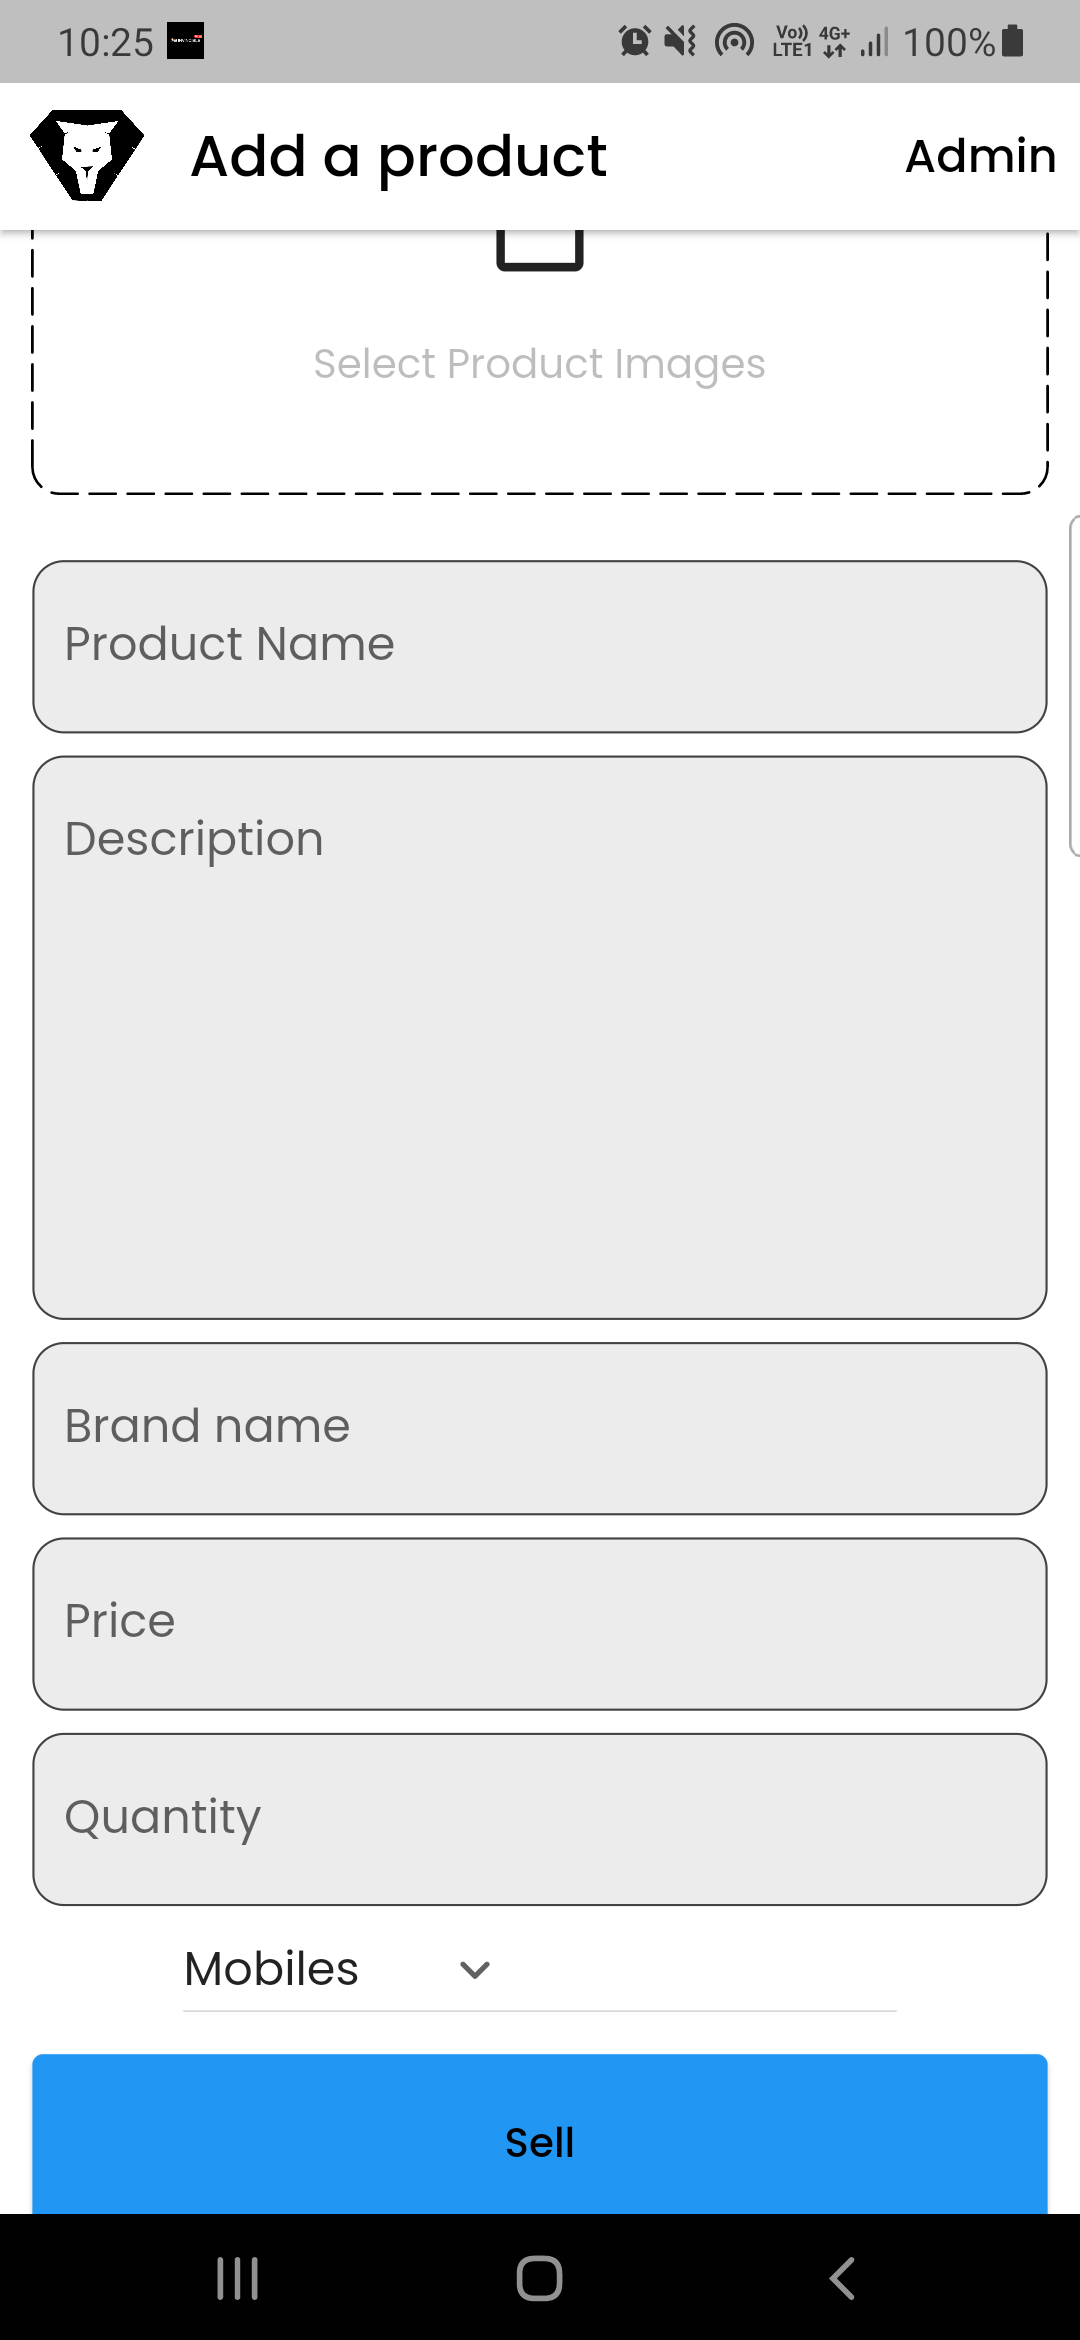 10:25 Vo)) LTE1 4G+ 100%
Add a product Admin
Select Product Images
Product Name
Description
Brand name
Price
Quantity
Mobiles
Sell